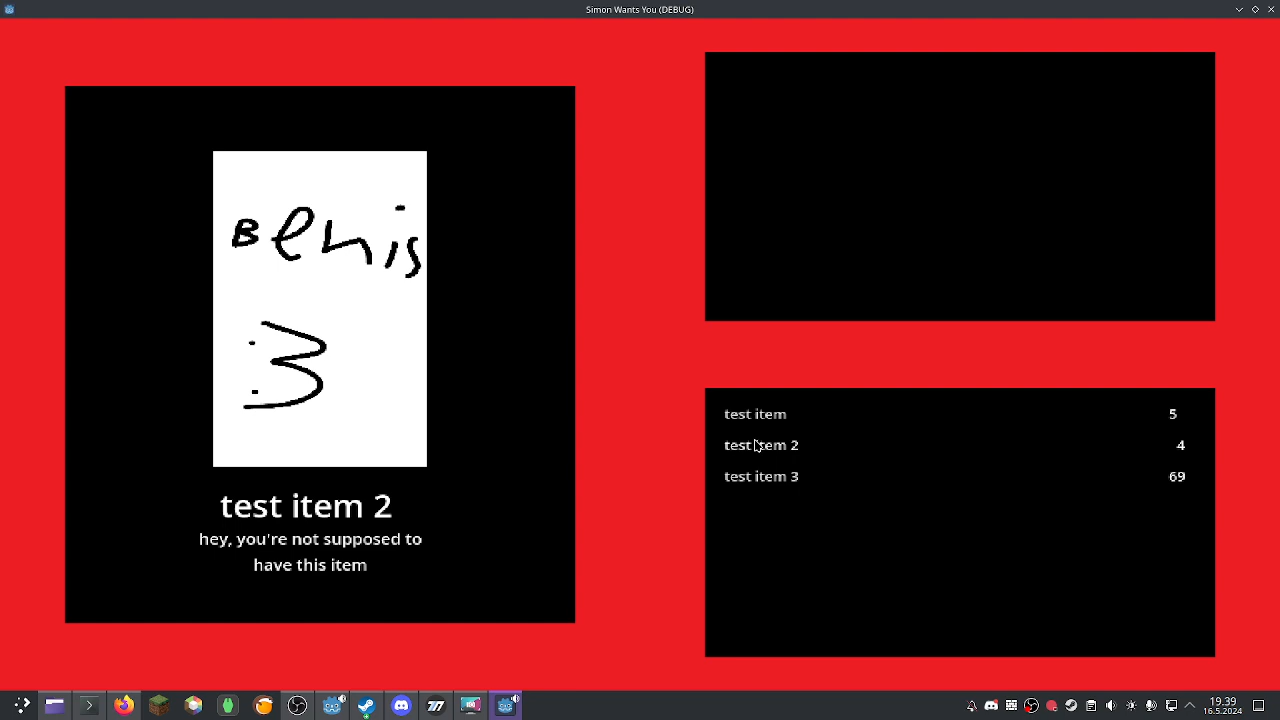 Simon Wants You (DEBUG)
Benis
:3
test item 2
hey, you're not supposed to
have this item
test item 5
test item 2 4
test item 3 69
19.39
16.5.2024